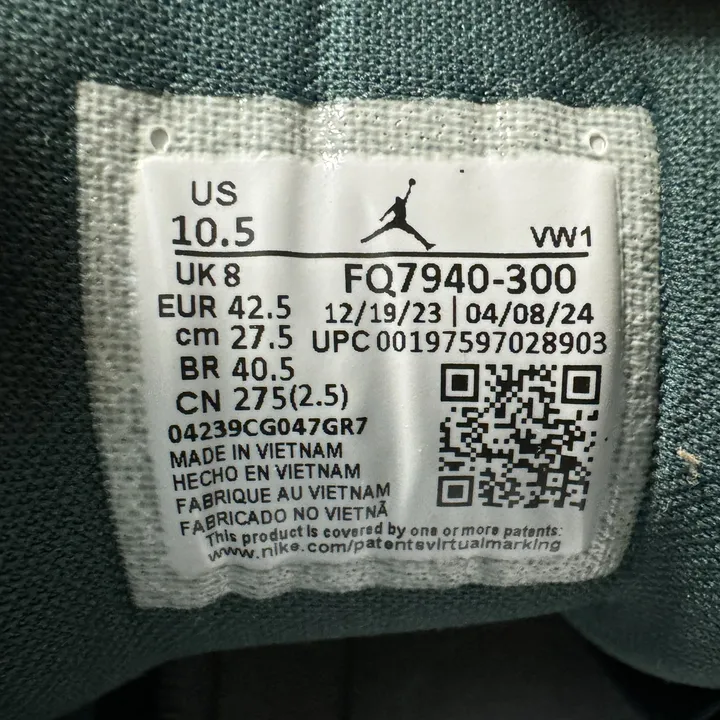 US
10.5
VW1
UK 8
FQ7940-300
EUR 42.5
12/19/23 | 04/08/24
cm 27.5
UPC 00197597028903
BR 40.5
CN 275(2.5)
04239CG047GR7
MADE IN VIETNAM
HECHO EN VIETNAM
FABRIQUE AU VIETNAM
FABRICADO NO VIETNÃ
This product is covered by one or more patents:
www.nike.com/patentsvirtualmarking